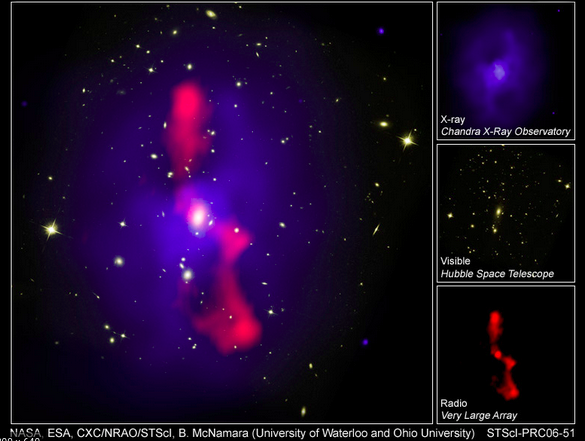 X-ray
Chandra X-Ray Observatory
Visible
Hubble Space Telescope
Radio
Very Large Array
NASA, ESA, CXC/NRAO/STScI, B. McNamara (University of Waterloo and Ohio University) STScI-PRC06-51